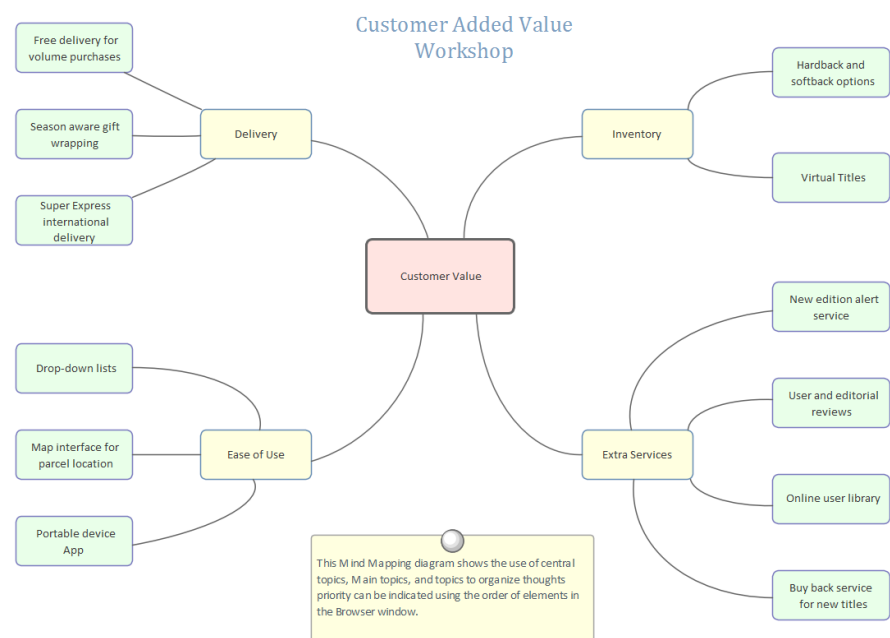 Customer Added Value
Workshop
Free delivery for
volume purchases
Season aware gift
wrapping
Super Express
international
delivery
Delivery
Inventory
Hardback and
softback options
Virtual Titles
Customer Value
Drop-down lists
Map interface for
parcel location
Portable device
App
Ease of Use
Extra Services
New edition alert
service
User and editorial
reviews
Online user library
Buy back service
for new titles
This Mind Mapping diagram shows the use of central
topics, Main topics, and topics to organize thoughts
priority can be indicated using the order of elements in
the Browser window.